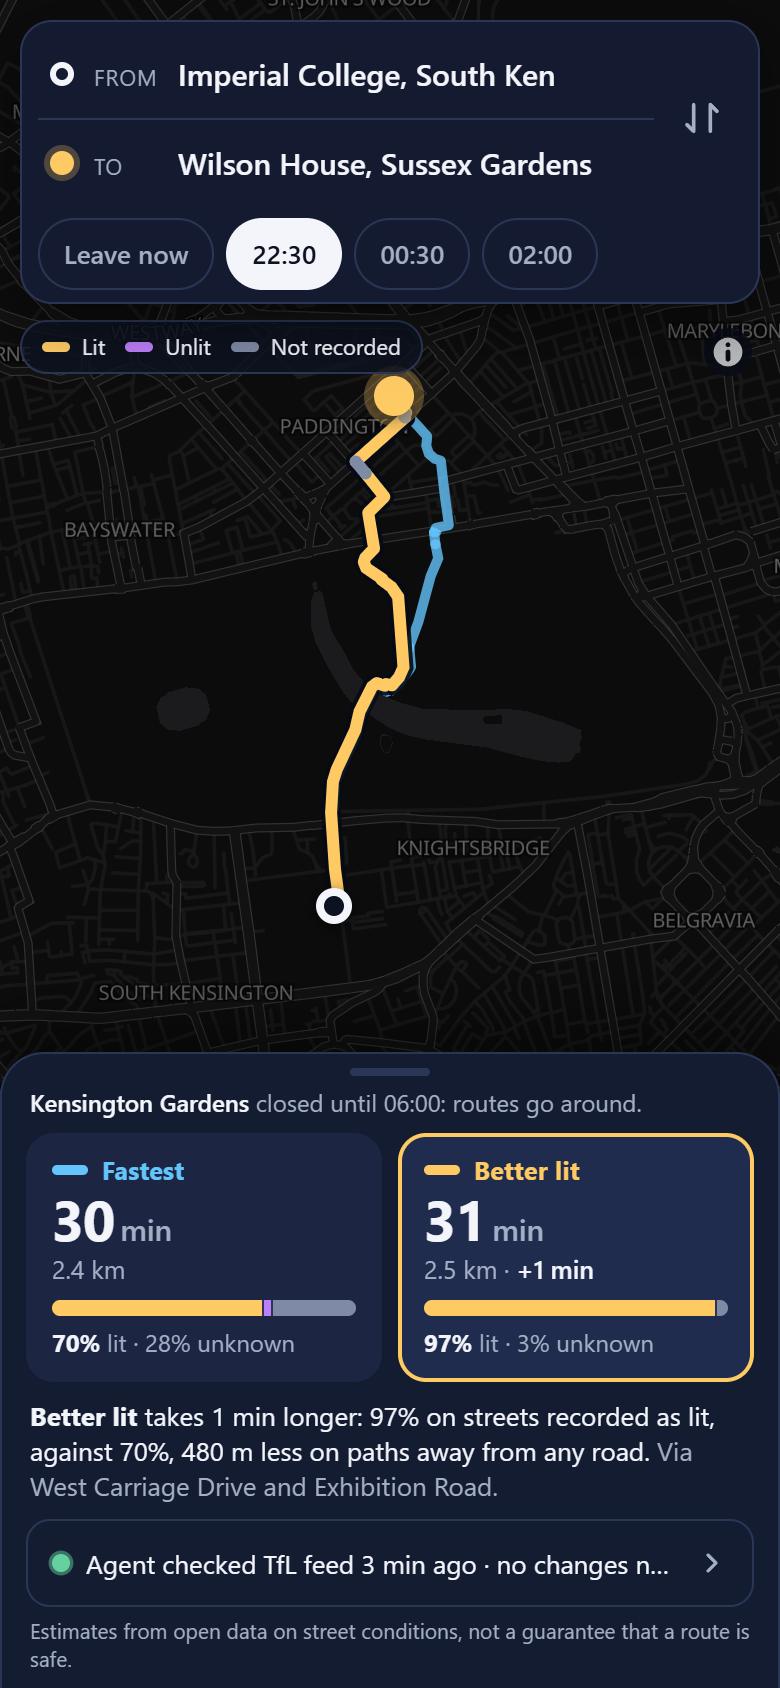 ST. JOHN'S WOOD
FROM Imperial College, South Ken
TO Wilson House, Sussex Gardens
Leave now 22:30 00:30 02:00
WESTWAY
Lit Unlit Not recorded
BAYSWATER
KNIGHTSBRIDGE
BELGRAVIA
SOUTH KENSINGTON
Kensington Gardens closed until 06:00: routes go around.
Fastest
30 min
2.4 km
70% lit · 28% unknown
Better lit
31 min
2.5 km · +1 min
97% lit · 3% unknown
Better lit takes 1 min longer: 97% on streets recorded as lit,
against 70%, 480 m less on paths away from any road. Via
West Carriage Drive and Exhibition Road.
Agent checked TfL feed 3 min ago · no changes n...
Estimates from open data on street conditions, not a guarantee that a route is
safe.